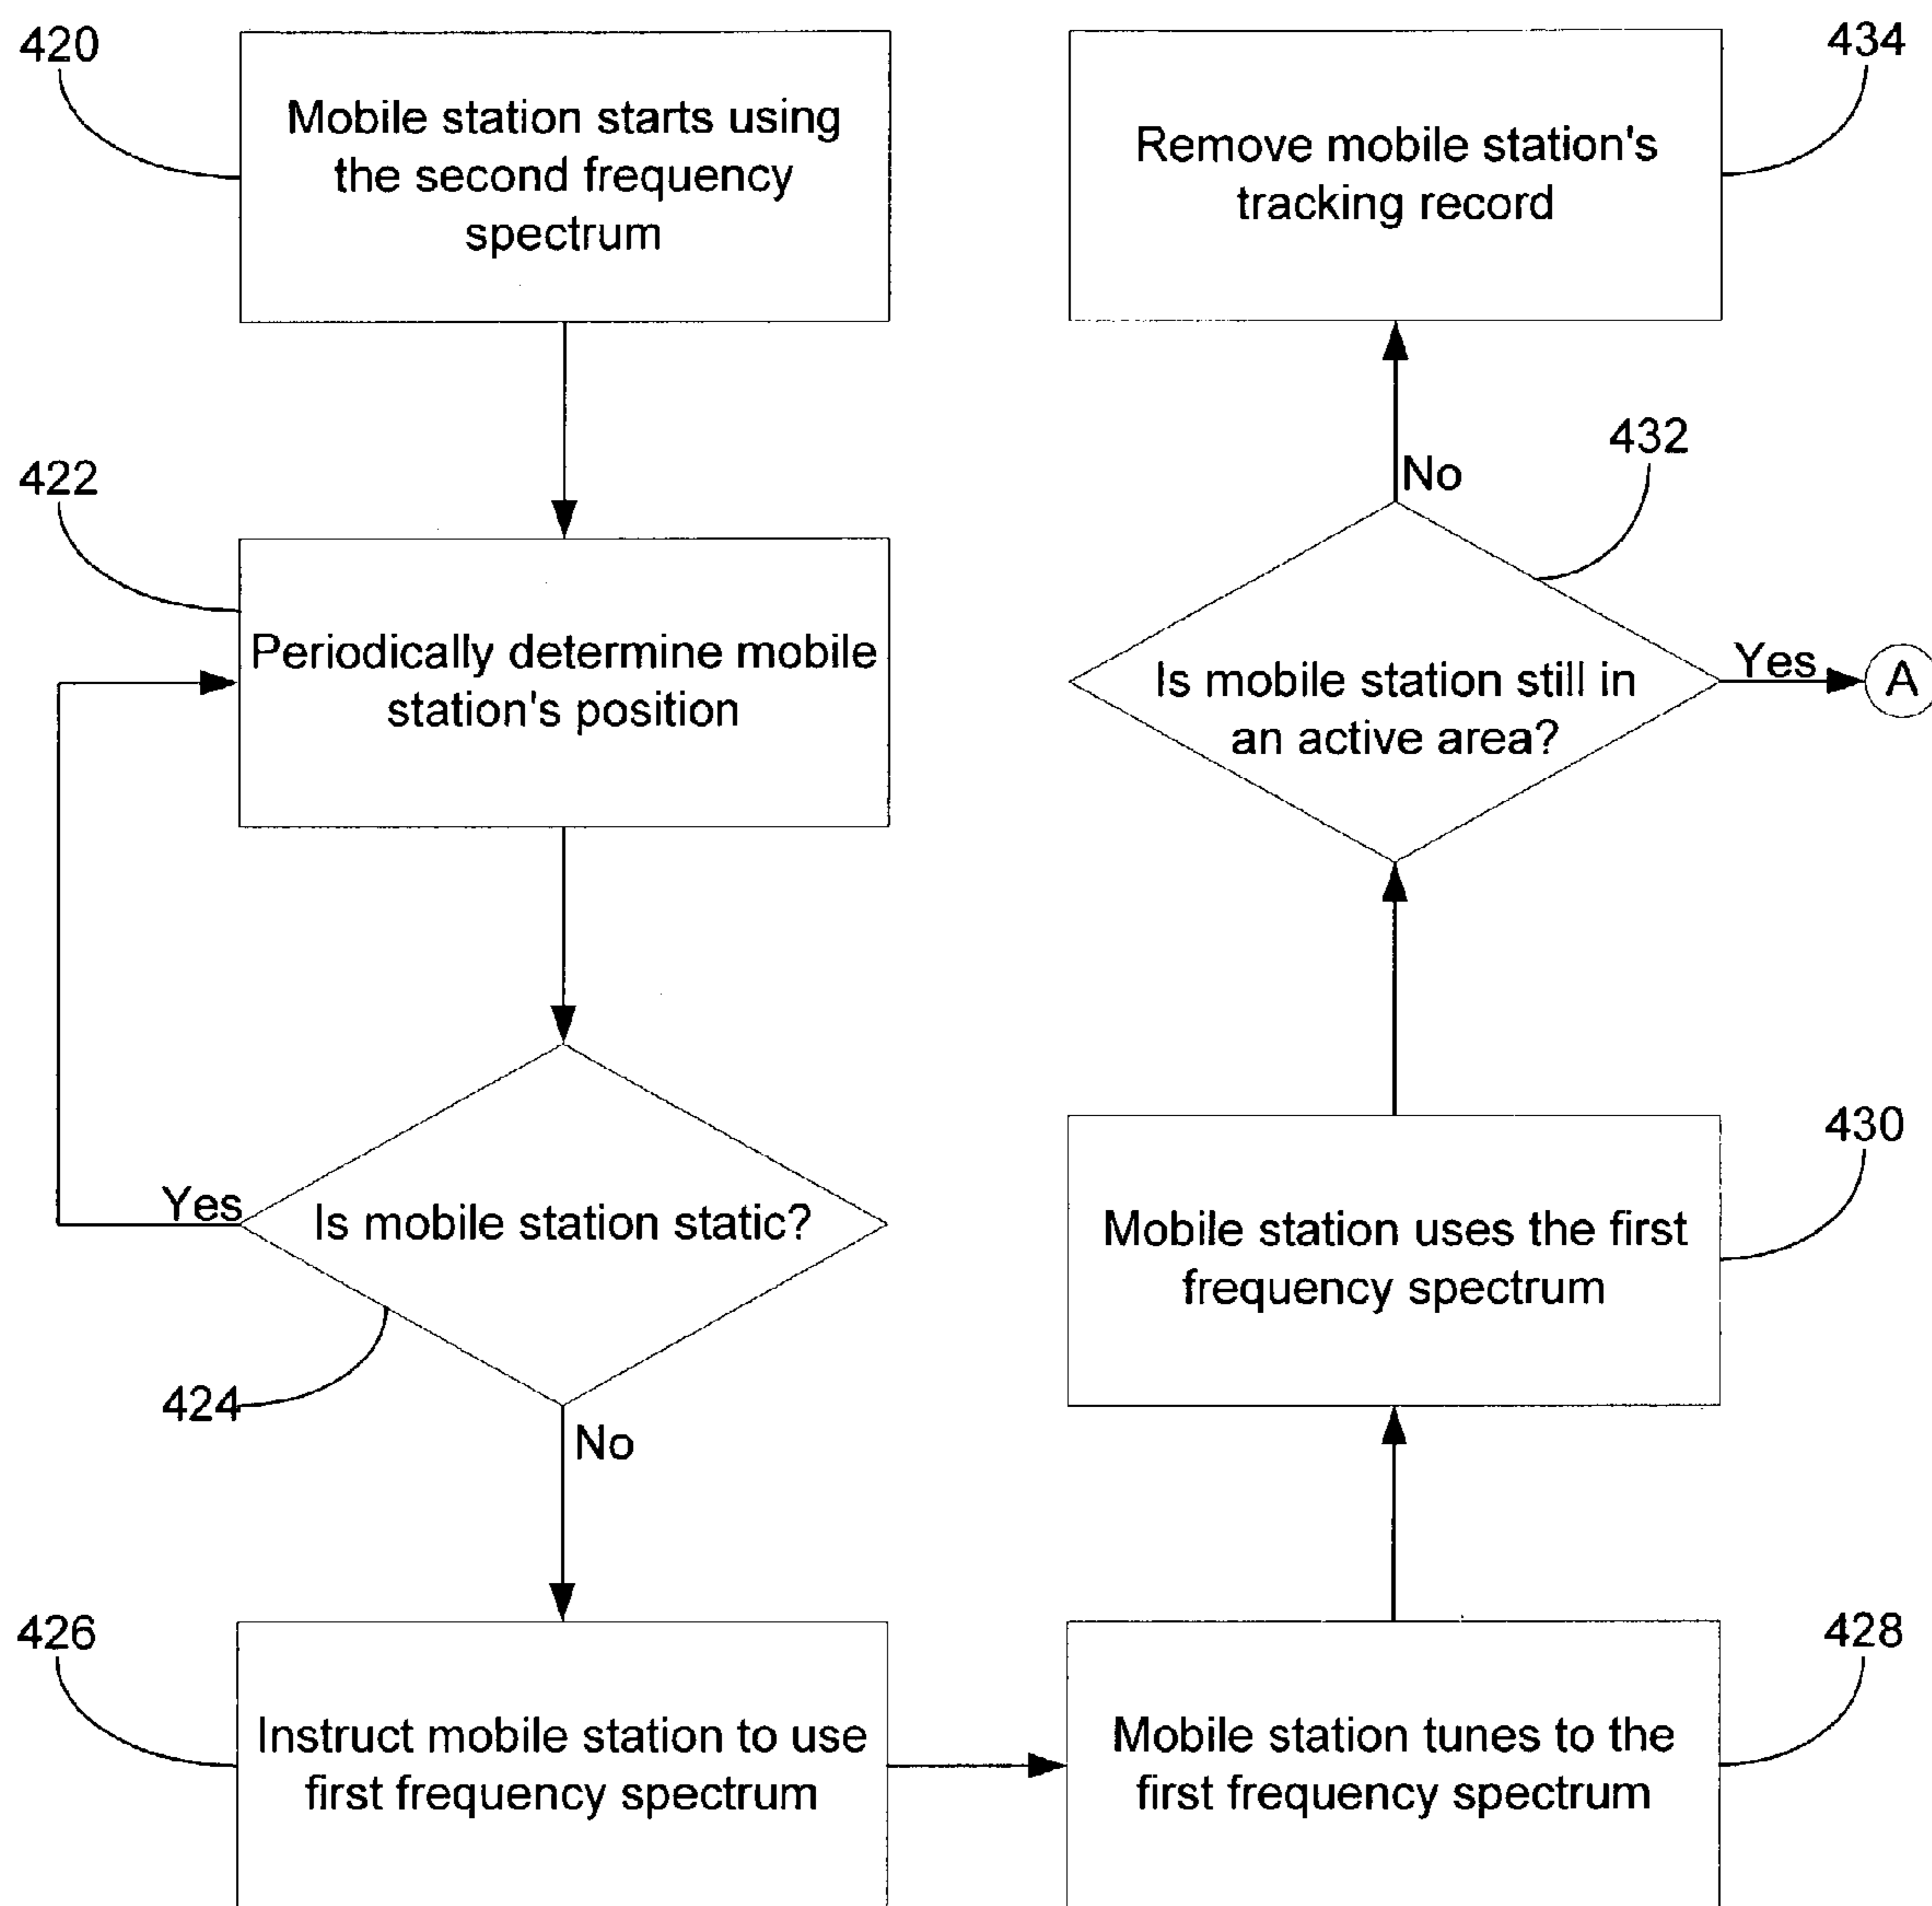 420
Mobile station starts using
the second frequency
spectrum
422
Periodically determine mobile
station's position
Yes
Is mobile station static?
424
No
426
Instruct mobile station to use
first frequency spectrum
Mobile station tunes to the
first frequency spectrum
428
Mobile station uses the first
frequency spectrum
430
Is mobile station still in
an active area?
432
Yes
A
No
Remove mobile station's
tracking record
434